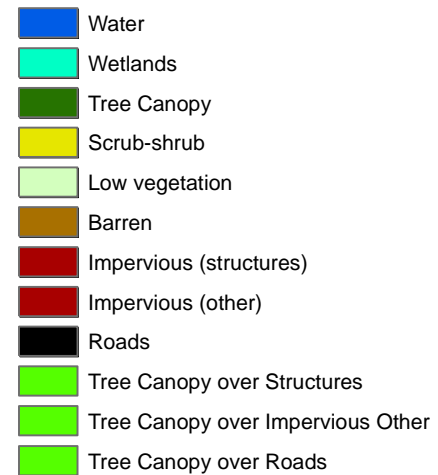 Water
Wetlands
Tree Canopy
Scrub-shrub
Low vegetation
Barren
Impervious (structures)
Impervious (other)
Roads
Tree Canopy over Structures
Tree Canopy over Impervious Other
Tree Canopy over Roads